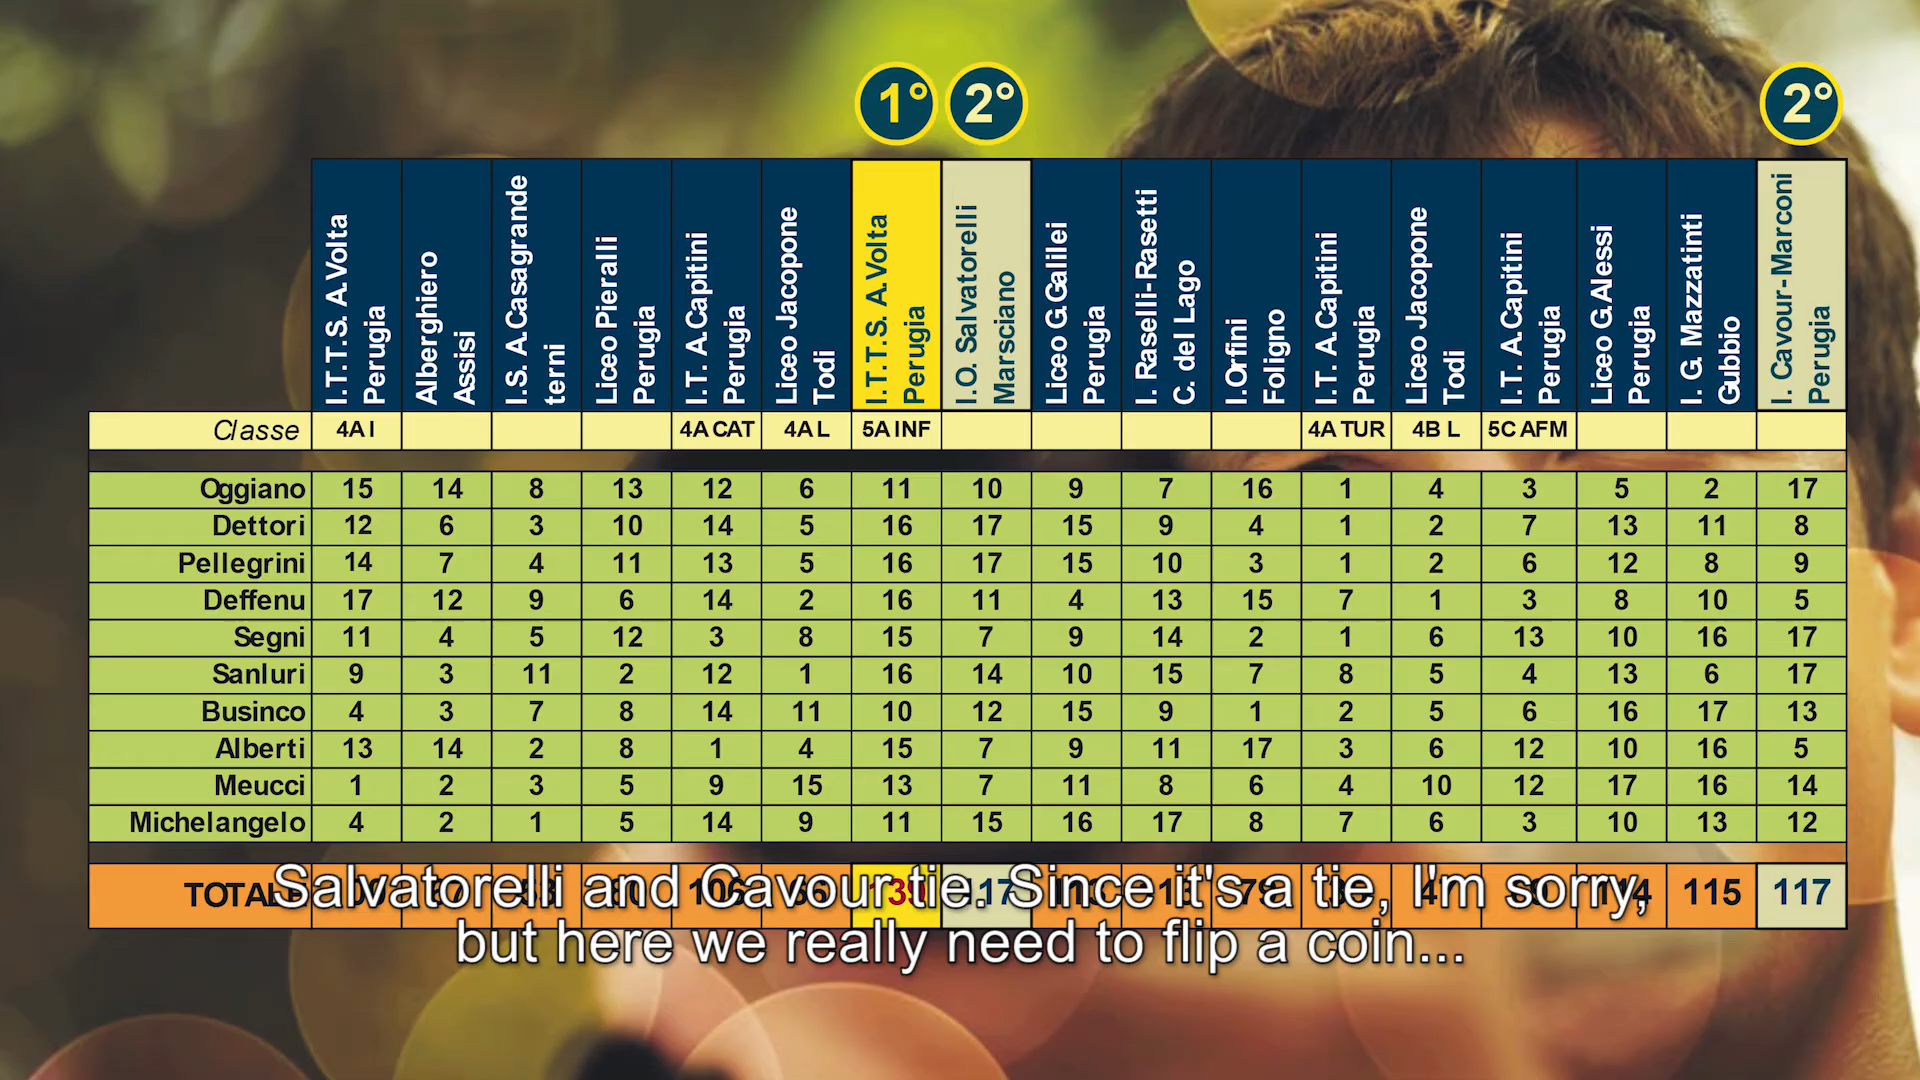 1° 2° 2°
I.T.T.S. A.Volta Perugia
Alberghiero Assisi
I.S. A.Casagrande terni
Liceo Pieralli Perugia
I.T. A.Capitini Perugia
Liceo Jacopone Todi
I.T.T.S. A.Volta Perugia
I.O. Salvatorelli Marsciano
Liceo G.Galilei Perugia
I. Raselli-Rasetti C. del Lago
I.Orfini Foligno
I.T. A.Capitini Perugia
Liceo Jacopone Todi
I.T. A.Capitini Perugia
Liceo G.Alessi Perugia
I. G. Mazzatinti Gubbio
I. Cavour-Marconi Perugia
Classe 4A I 4A CAT 4A L 5A INF 4A TUR 4B L 5C AFM
Oggiano 15 14 8 13 12 6 11 10 9 7 16 1 4 3 5 2 17
Dettori 12 6 3 10 14 5 16 17 15 9 4 1 2 7 13 11 8
Pellegrini 14 7 4 11 13 5 16 17 15 10 3 1 2 6 12 8 9
Deffenu 17 12 9 6 14 2 16 11 4 13 15 7 1 3 8 10 5
Segni 11 4 5 12 3 8 15 7 9 14 2 1 6 13 10 16 17
Sanluri 9 3 11 2 12 1 16 14 10 15 7 8 5 4 13 6 17
Businco 4 3 7 8 14 11 10 12 15 9 1 2 5 6 16 17 13
Alberti 13 14 2 8 1 4 15 7 9 11 17 3 6 12 10 16 5
Meucci 1 2 3 5 9 15 13 7 11 8 6 4 10 12 17 16 14
Michelangelo 4 2 1 5 14 9 11 15 16 17 8 7 6 3 10 13 12
115 117
Salvatorelli and Cavour tie. Since it's a tie, I'm sorry,
but here we really need to flip a coin...